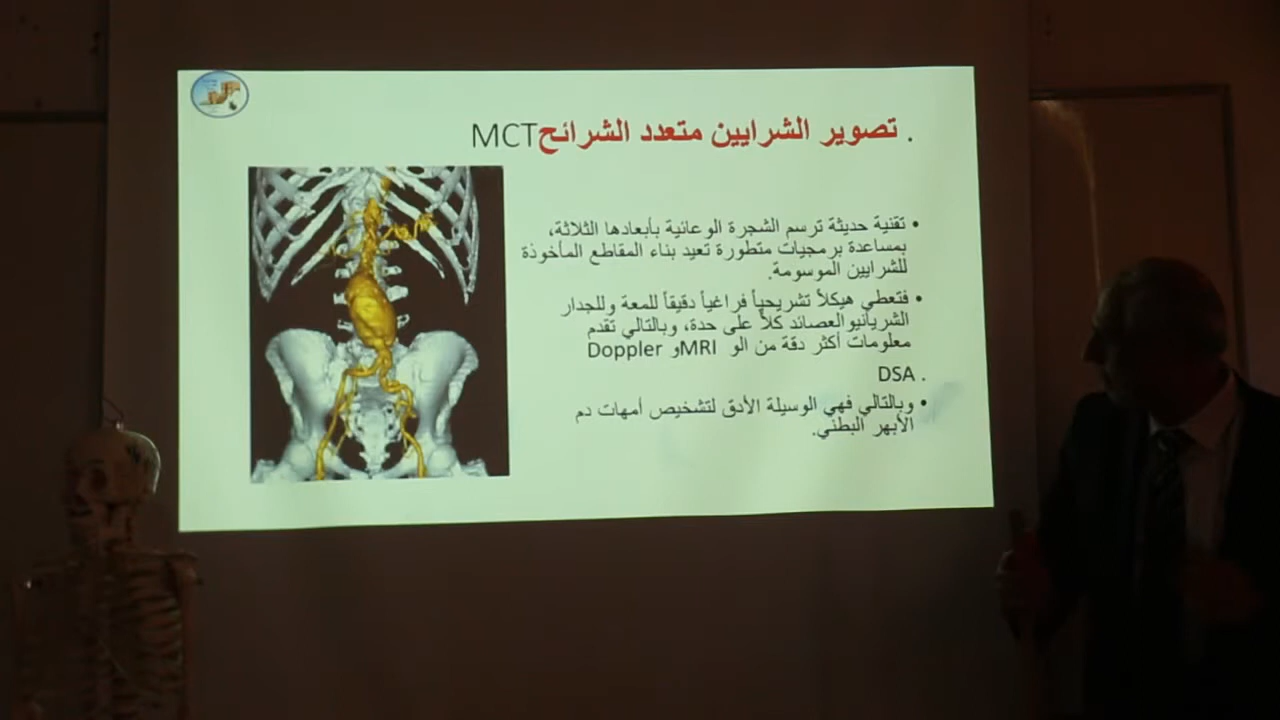 . تصوير الشرايين متعدد الشرائحMCT
• تقنية حديثة ترسم الشجرة الوعائية بأبعادها الثلاثة،
بمساعدة برمجيات متطورة تعيد بناء المقاطع المأخوذة
للشرايين الموسومة.
• فتعطي هيكلاً تشريحياً فراغياً دقيقاً للمعة وللجدار
الشريانيوالعصائد كلاً على حدة، وبالتالي تقدم
معلومات أكثر دقة من الو MRIو Doppler
DSA .
• وبالتالي فهي الوسيلة الأدق لتشخيص أمهات دم
الأبهر البطني.